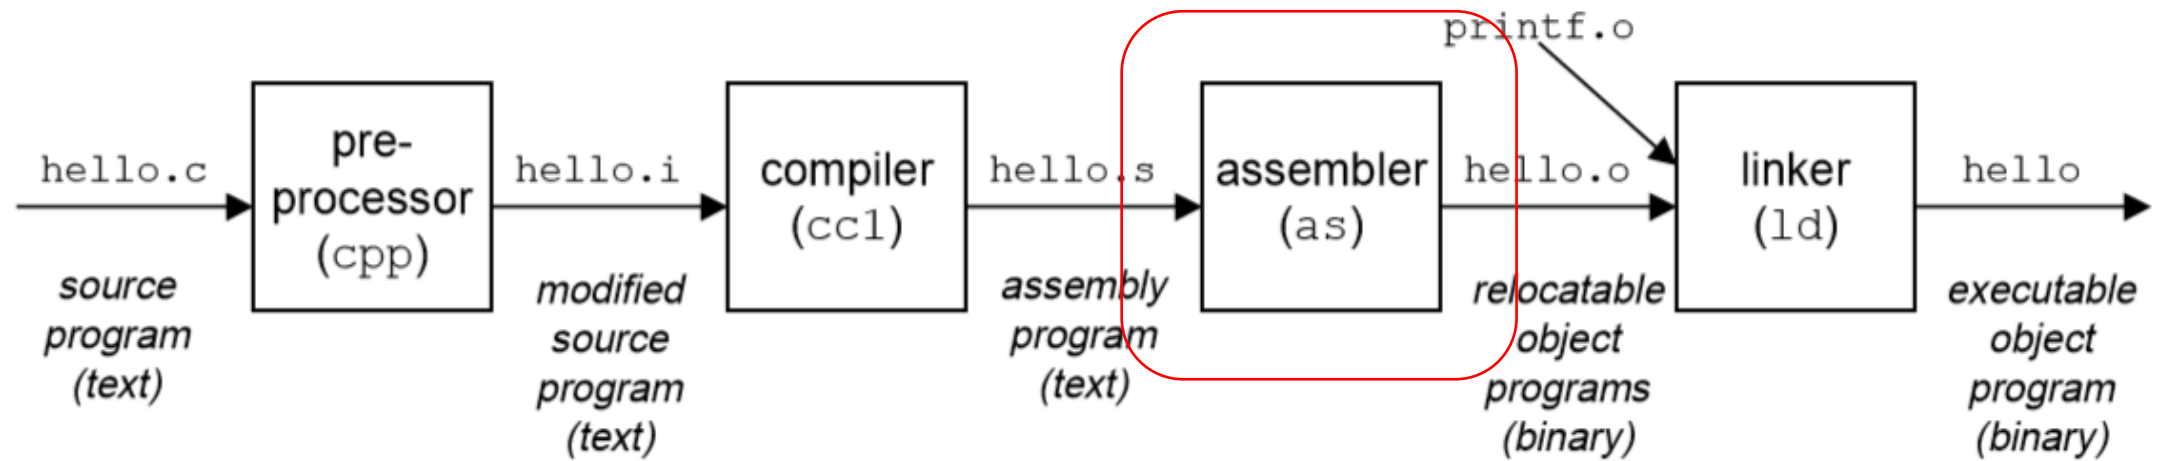 printf.o
hello.c
pre-
processor
(cpp)
hello.i
compiler
(cc1)
hello.s
assembler
(as)
hello.o
linker
(ld)
hello
source
program
(text)
modified
source
program
(text)
assembly
program
(text)
relocatable
object
programs
(binary)
executable
object
program
(binary)